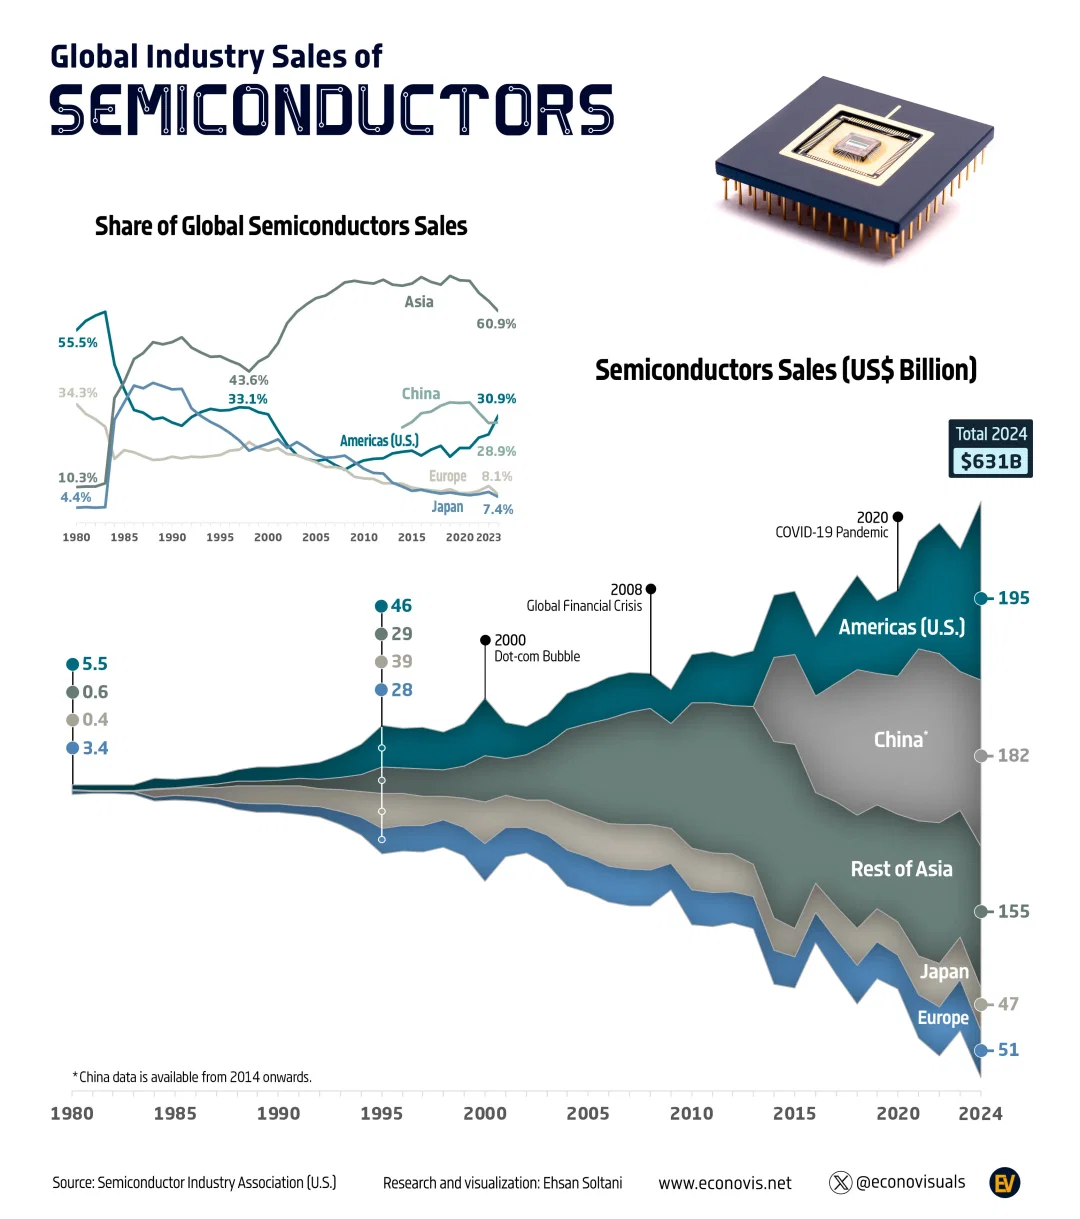 Global Industry Sales of
SEMICONDUCTORS
Share of Global Semiconductors Sales
Asia
60.9%
55.5%
43.6%
34.3%
33.1%
China
30.9%
Americas (U.S.)
28.9%
10.3%
Europe
8.1%
4.4%
Japan
7.4%
1980 1985 1990 1995 2000 2005 2010 2015 2020 2023
Semiconductors Sales (US$ Billion)
Total 2024
$631B
2020
COVID-19 Pandemic
2008
Global Financial Crisis
2000
Dot-com Bubble
46
29
39
28
5.5
0.6
0.4
3.4
Americas (U.S.)
195
China*
182
Rest of Asia
155
Japan
47
Europe
51
*China data is available from 2014 onwards.
1980 1985 1990 1995 2000 2005 2010 2015 2020 2024
Source: Semiconductor Industry Association (U.S.)
Research and visualization: Ehsan Soltani
www.econovis.net
X @econovisuals
EV